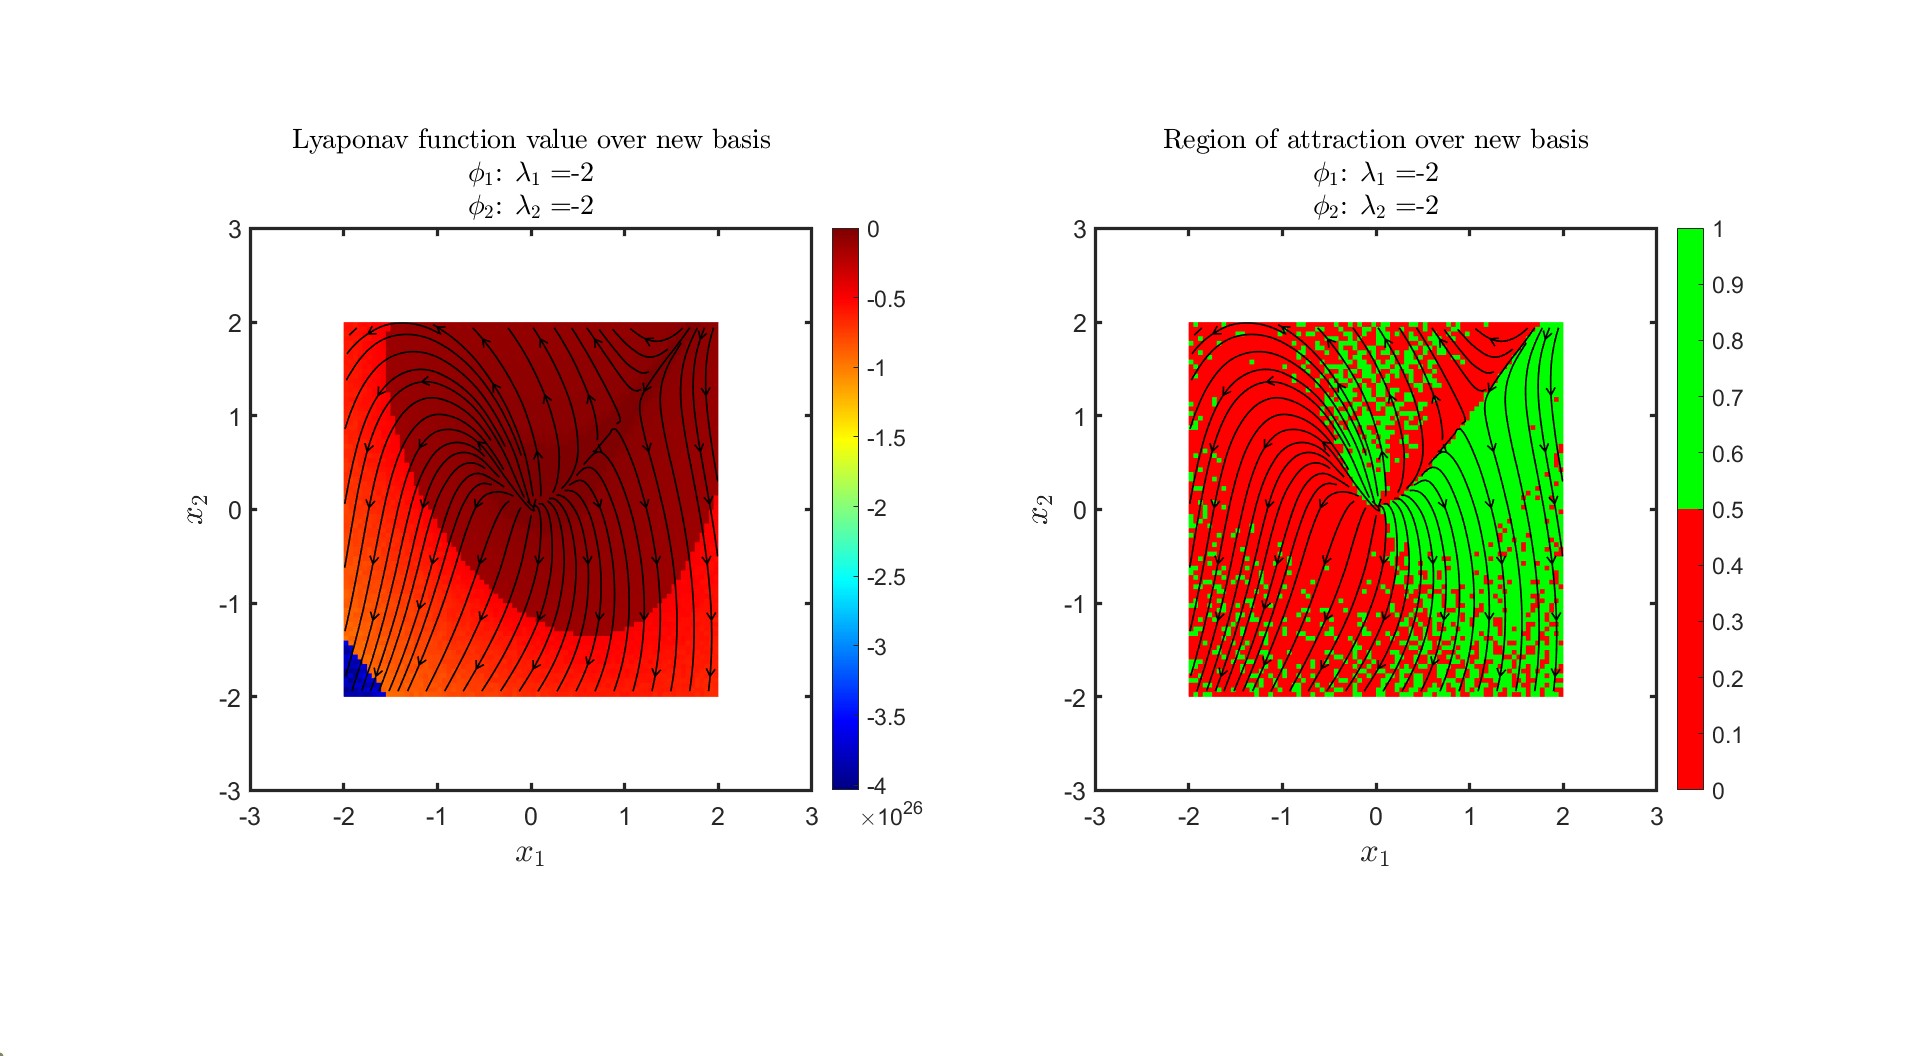 Lyaponav function value over new basis
ϕ₁: λ₁ =-2
ϕ₂: λ₂ =-2
3
2
1
0
-1
-2
-3
-3 -2 -1 0 1 2 3
x₂
x₁
0
-0.5
-1
-1.5
-2
-2.5
-3
-3.5
-4
×10²⁶
Region of attraction over new basis
ϕ₁: λ₁ =-2
ϕ₂: λ₂ =-2
3
2
1
0
-1
-2
-3
-3 -2 -1 0 1 2 3
x₂
x₁
1
0.9
0.8
0.7
0.6
0.5
0.4
0.3
0.2
0.1
0